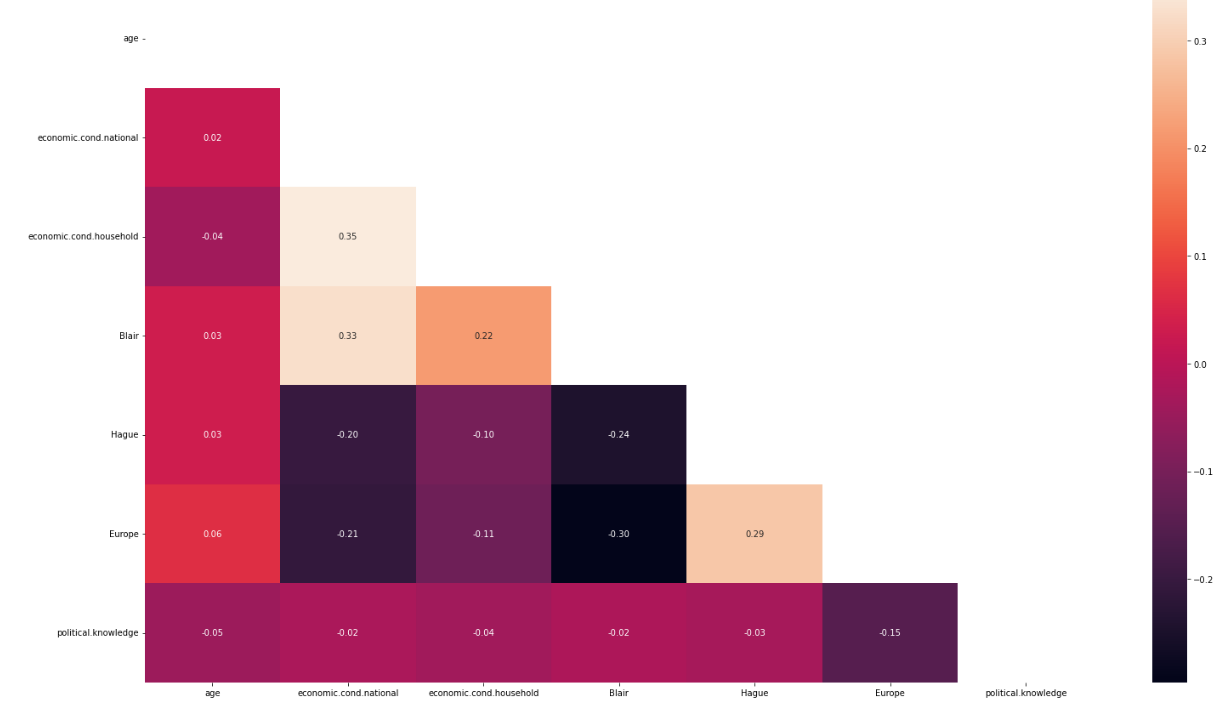 age
economic.cond.national
economic.cond.household
Blair
Hague
Europe
political.knowledge
0.02
-0.04 0.35
0.03 0.33 0.22
0.03 -0.20 -0.10 -0.24
0.06 -0.21 -0.11 -0.30 0.29
-0.05 -0.02 -0.04 -0.02 -0.03 -0.15
age economic.cond.national economic.cond.household Blair Hague Europe political.knowledge
0.3
0.2
0.1
0.0
−0.1
−0.2